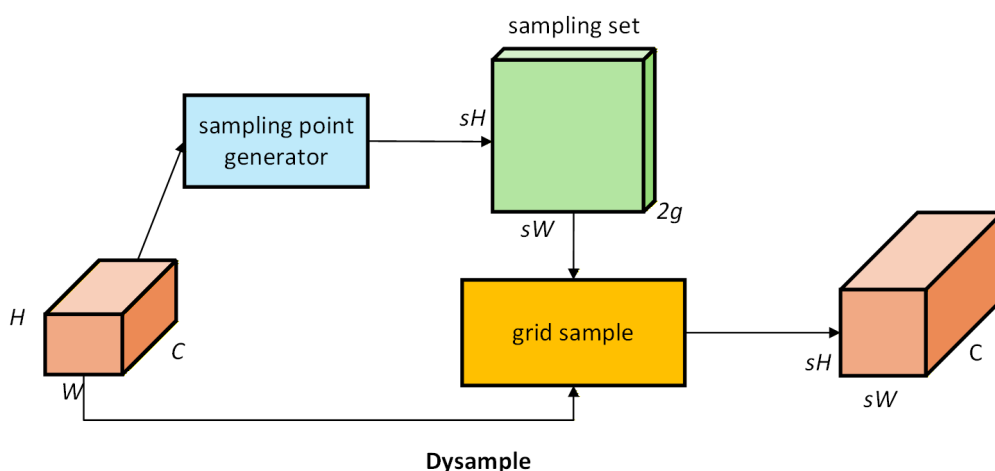 sampling set
sH
sampling point
generator
2g
sW
H
C
W
grid sample
sH
C
sW
Dysample